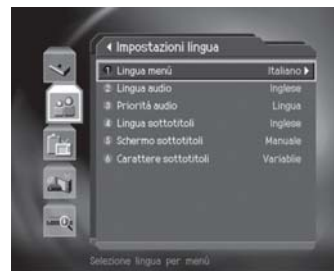 Impostazioni lingua
1 Lingua menù Italiano
2 Lingua audio Inglese
3 Priorità audio Lingua
4 Lingua sottotitoli Inglese
5 Schermo sottotitoli Manuale
6 Carattere sottotitoli Variablie
Selezione lingua per menù